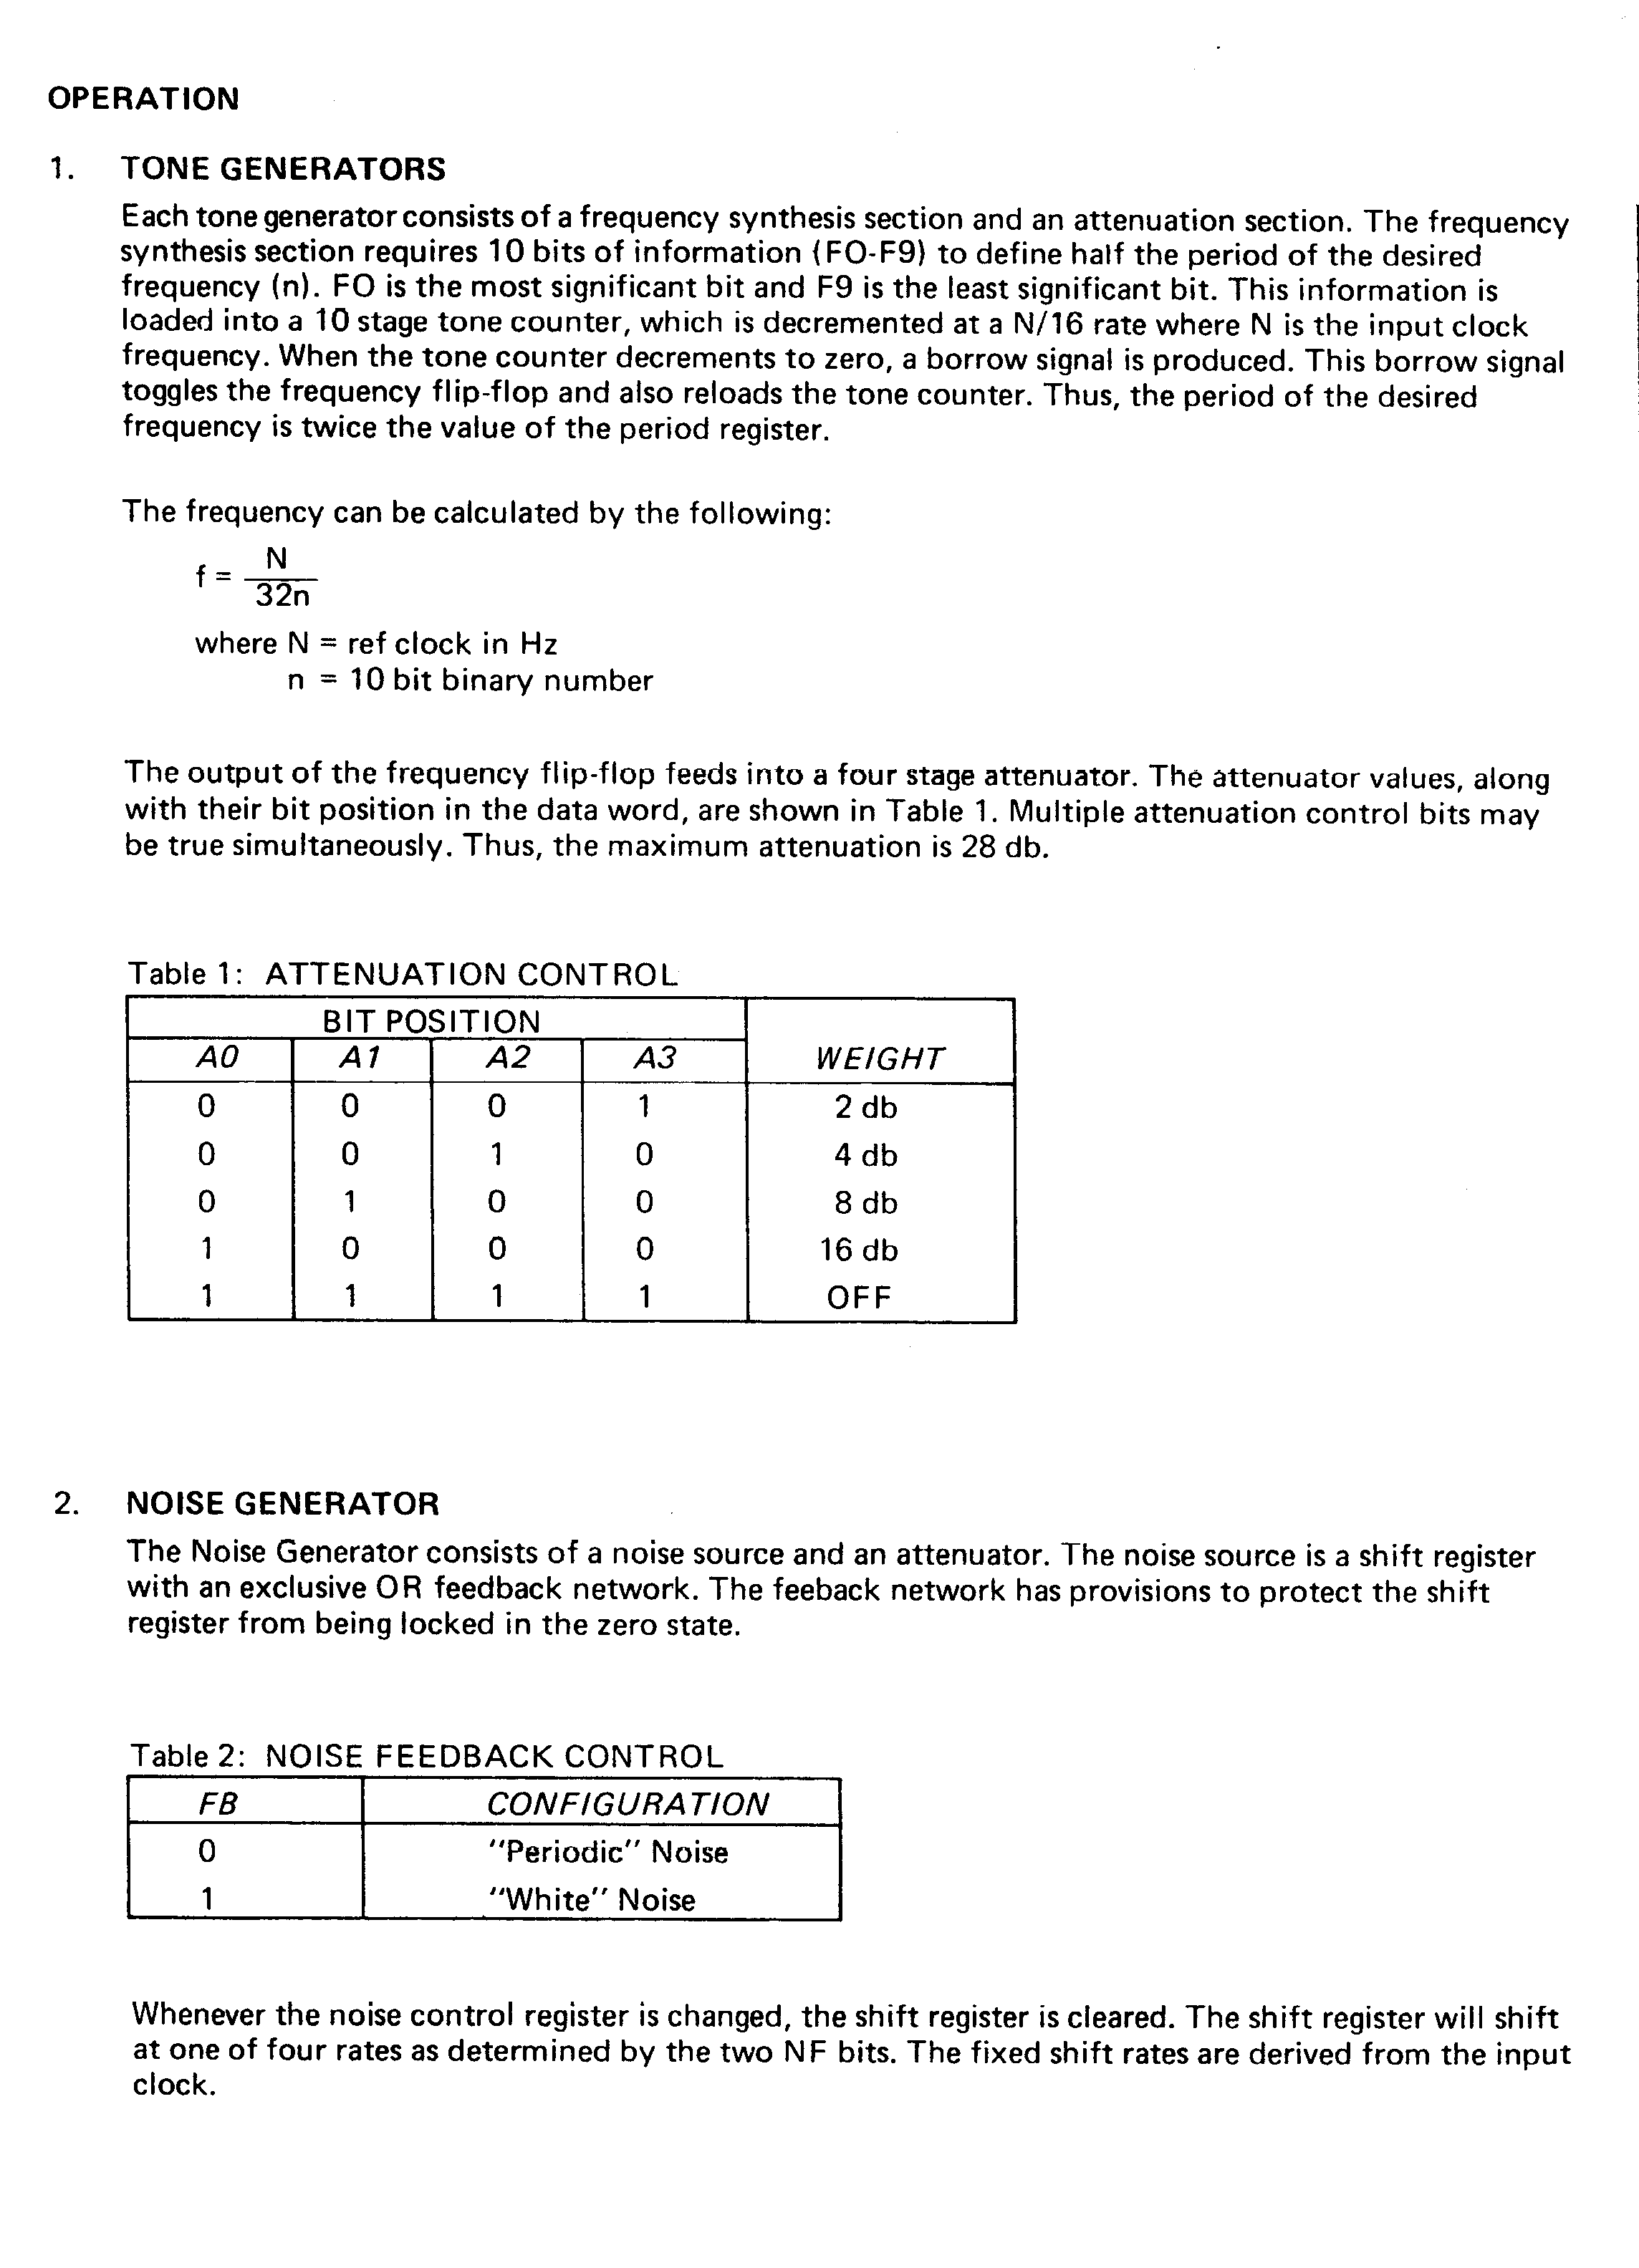 OPERATION
1. TONE GENERATORS
Each tone generator consists of a frequency synthesis section and an attenuation section. The frequency
synthesis section requires 10 bits of information (FO-F9) to define half the period of the desired
frequency (n). FO is the most significant bit and F9 is the least significant bit. This information is
loaded into a 10 stage tone counter, which is decremented at a N/16 rate where N is the input clock
frequency. When the tone counter decrements to zero, a borrow signal is produced. This borrow signal
toggles the frequency flip-flop and also reloads the tone counter. Thus, the period of the desired
frequency is twice the value of the period register.
The frequency can be calculated by the following:
f = N
32n
where N = ref clock in Hz
n = 10 bit binary number
The output of the frequency flip-flop feeds into a four stage attenuator. The attenuator values, along
with their bit position in the data word, are shown in Table 1. Multiple attenuation control bits may
be true simultaneously. Thus, the maximum attenuation is 28 db.
Table 1: ATTENUATION CONTROL
BIT POSITION
A0 A1 A2 A3 WEIGHT
0 0 0 1 2 db
0 0 1 0 4 db
0 1 0 0 8 db
1 0 0 0 16 db
1 1 1 1 OFF
2. NOISE GENERATOR
The Noise Generator consists of a noise source and an attenuator. The noise source is a shift register
with an exclusive OR feedback network. The feeback network has provisions to protect the shift
register from being locked in the zero state.
Table 2: NOISE FEEDBACK CONTROL
FB CONFIGURATION
0 "Periodic" Noise
1 "White" Noise
Whenever the noise control register is changed, the shift register is cleared. The shift register will shift
at one of four rates as determined by the two NF bits. The fixed shift rates are derived from the input
clock.